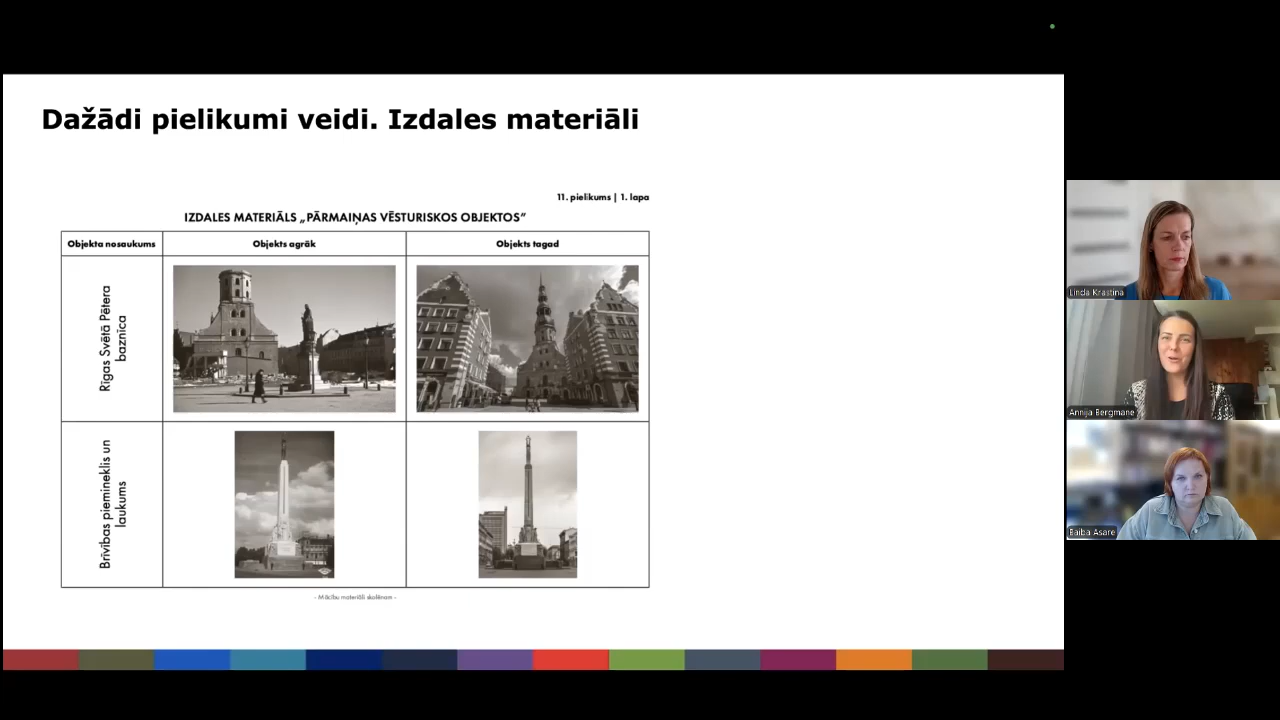 Dažādi pielikumi veidi. Izdales materiāli
11. pielikums | 1. lapa
IZDALES MATERIĀLS „PĀRMAIŅAS VĒSTURISKOS OBJEKTOS”
Objekta nosaukums
Objekts agrāk
Objekts tagad
Rīgas Svētā Pētera
baznīca
Brīvības piemineklis un
laukums
- Mācību materiāli skolēnam -
Linda Krastiņa
Annija Bergmane
Baiba Asare